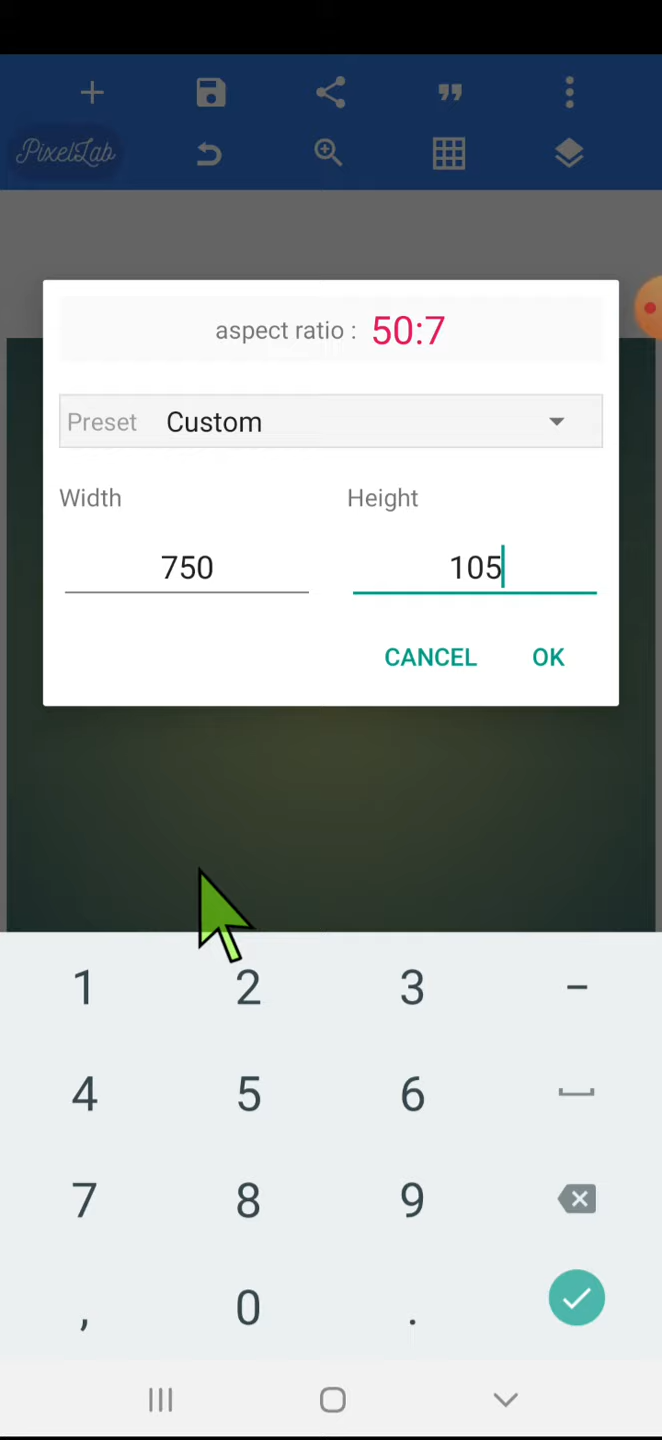 PixelLab
aspect ratio : 50:7
Preset Custom
Width Height
750 105
CANCEL OK
1 2 3 –
4 5 6
7 8 9
, 0 .